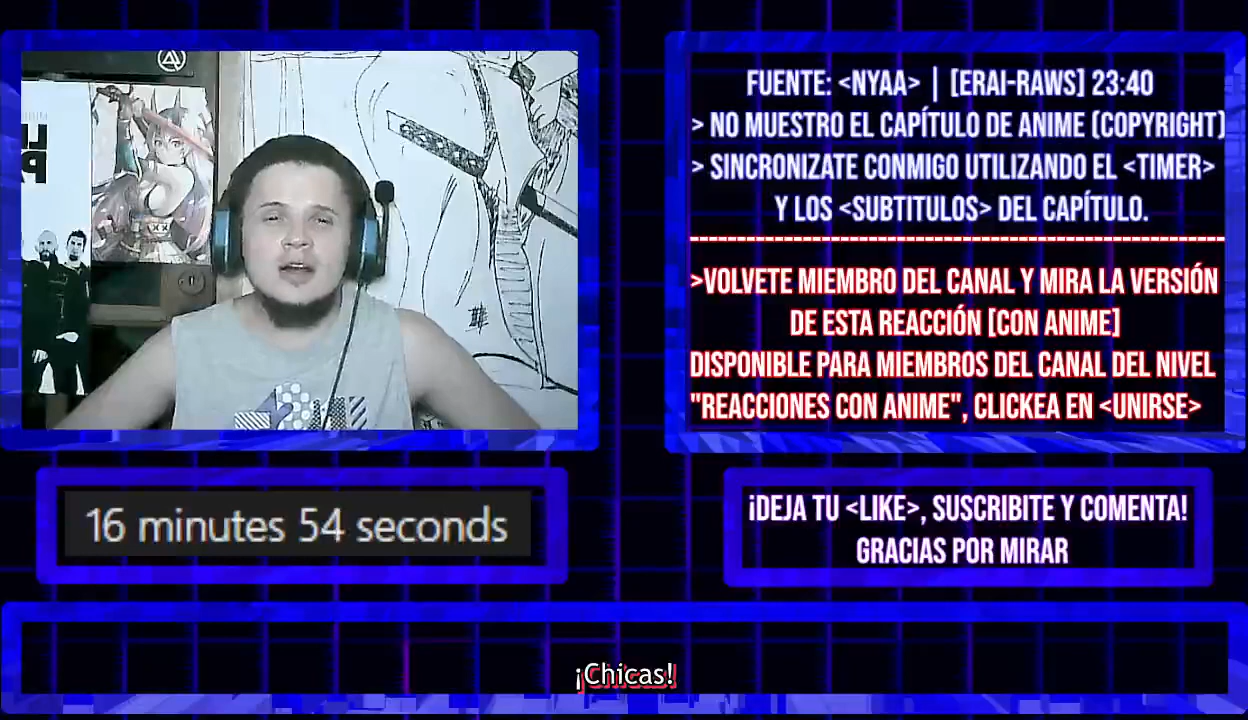 FUENTE: <NYAA> | [ERAI-RAWS] 23:40
> NO MUESTRO EL CAPÍTULO DE ANIME (COPYRIGHT)
> SINCRONIZATE CONMIGO UTILIZANDO EL <TIMER>
Y LOS <SUBTITULOS> DEL CAPÍTULO.
>VOLVETE MIEMBRO DEL CANAL Y MIRA LA VERSIÓN
DE ESTA REACCIÓN [CON ANIME]
DISPONIBLE PARA MIEMBROS DEL CANAL DEL NIVEL
"REACCIONES CON ANIME", CLICKEA EN <UNIRSE>
16 minutes 54 seconds
¡DEJA TU <LIKE>, SUSCRIBITE Y COMENTA!
GRACIAS POR MIRAR
¡Chicas!